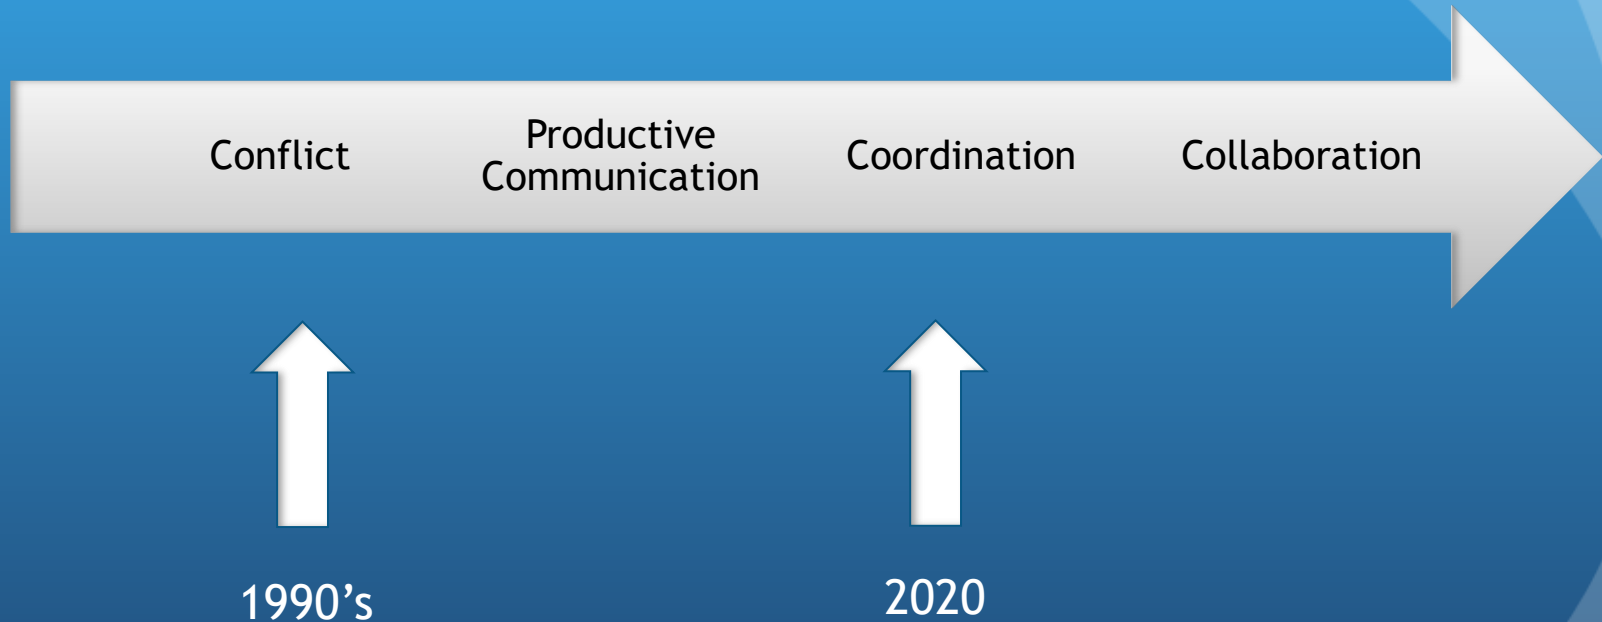 Conflict
Productive
Communication
Coordination
Collaboration
1990’s
2020